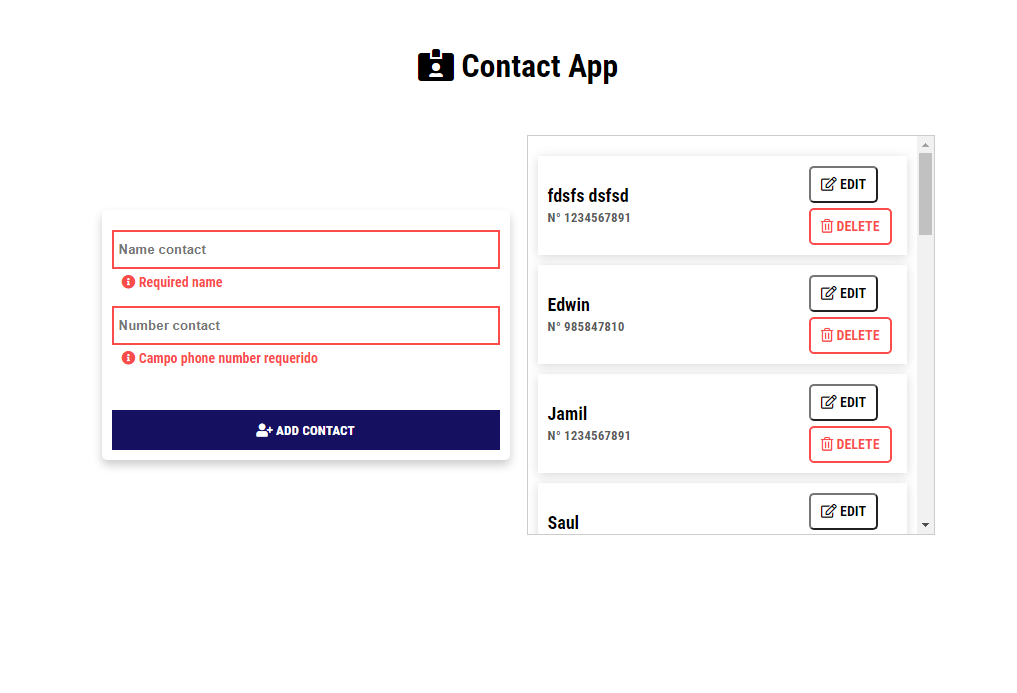 Contact App
Name contact
Required name
Number contact
Campo phone number requerido
ADD CONTACT
fdsfs dsfsd
N° 1234567891
EDIT
DELETE
Edwin
N° 985847810
EDIT
DELETE
Jamil
N° 1234567891
EDIT
DELETE
Saul
EDIT